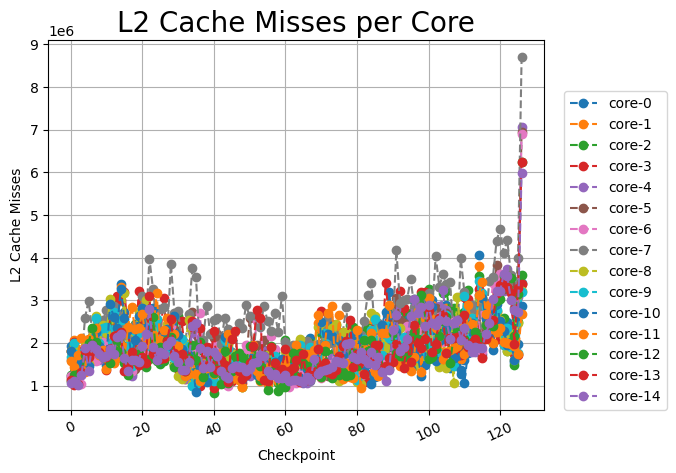 L2 Cache Misses per Core
1e6
9
8
7
6
5
4
3
2
1
L2 Cache Misses
0
20
40
60
80
100
120
Checkpoint
core-0
core-1
core-2
core-3
core-4
core-5
core-6
core-7
core-8
core-9
core-10
core-11
core-12
core-13
core-14